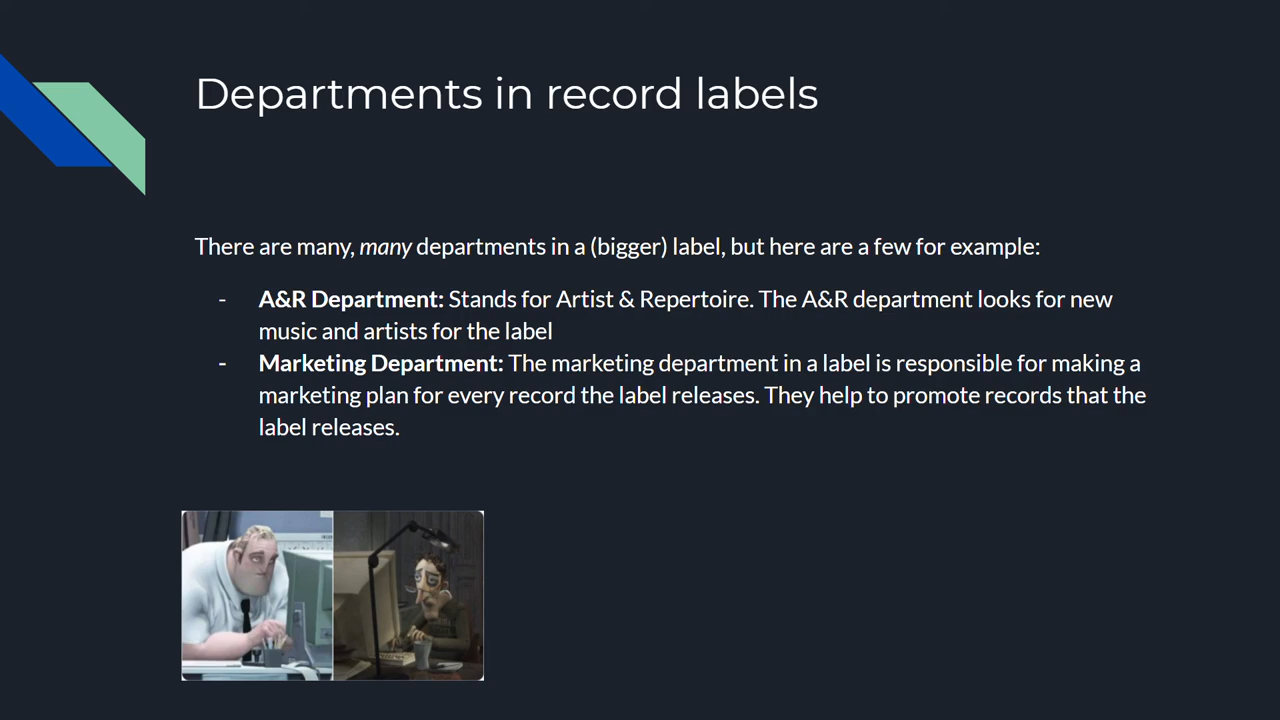 Departments in record labels
There are many, many departments in a (bigger) label, but here are a few for example:
- A&R Department: Stands for Artist & Repertoire. The A&R department looks for new
music and artists for the label
- Marketing Department: The marketing department in a label is responsible for making a
marketing plan for every record the label releases. They help to promote records that the
label releases.